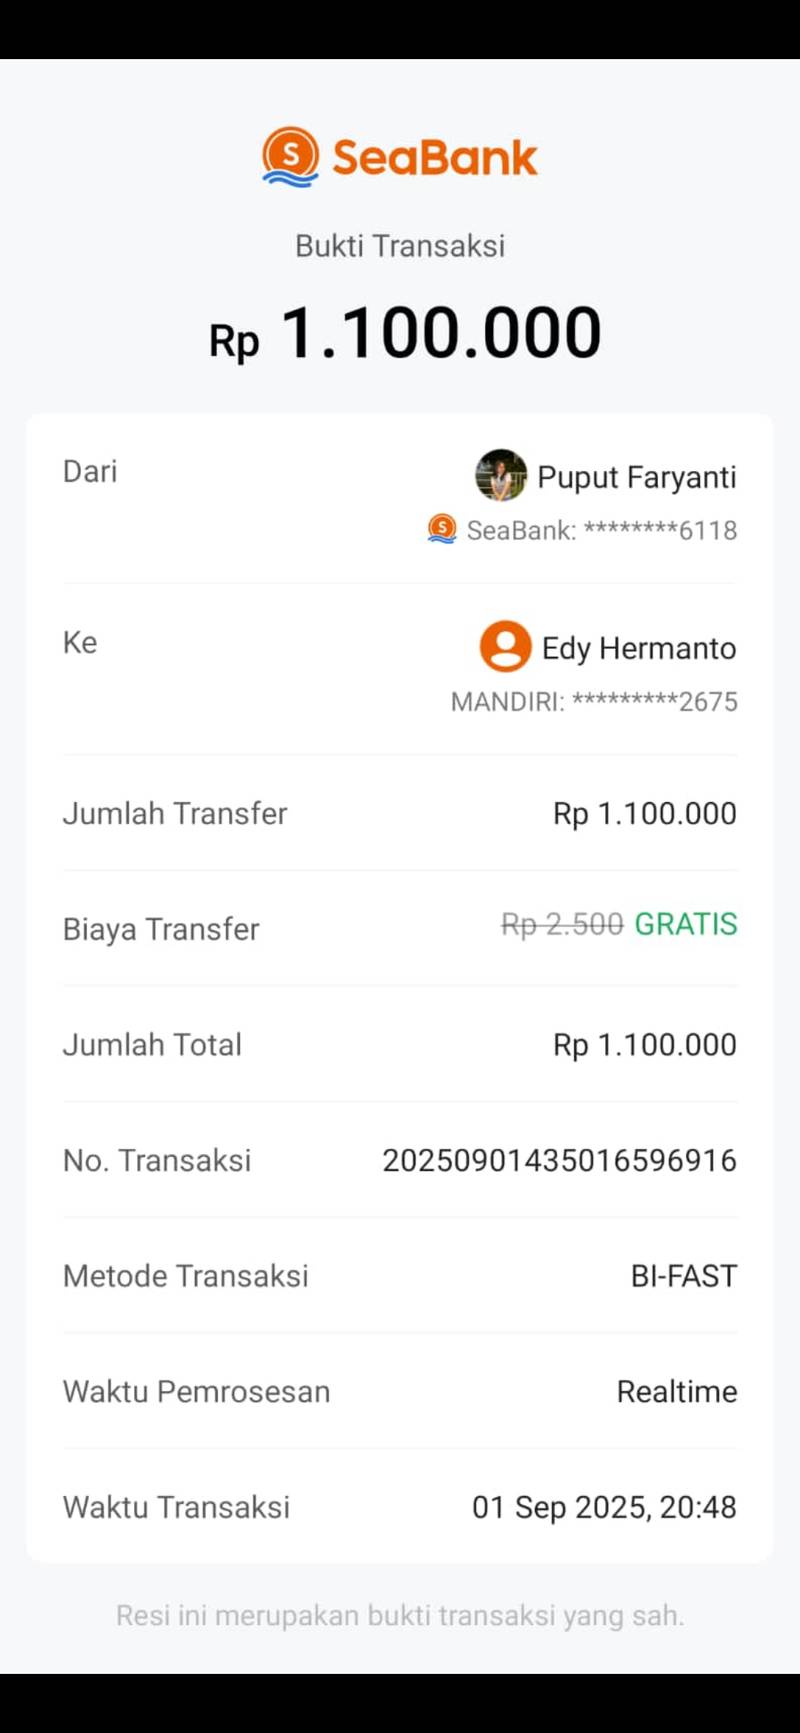 SeaBank
Bukti Transaksi
Rp 1.100.000
Dari
Puput Faryanti
SeaBank: ********6118
Ke
Edy Hermanto
MANDIRI: *********2675
Jumlah Transfer Rp 1.100.000
Biaya Transfer Rp 2.500 GRATIS
Jumlah Total Rp 1.100.000
No. Transaksi 20250901435016596916
Metode Transaksi BI-FAST
Waktu Pemrosesan Realtime
Waktu Transaksi 01 Sep 2025, 20:48
Resi ini merupakan bukti transaksi yang sah.